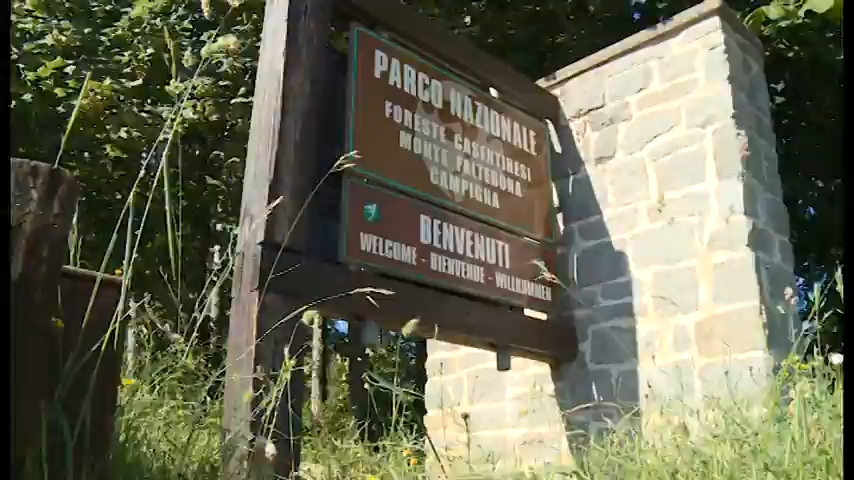 PARCO NAZIONALE
FORESTE CASENTINESI
MONTE FALTERONA
CAMPIGNA
BENVENUTI
WELCOME - BIENVENUE - WILLKOMMEN